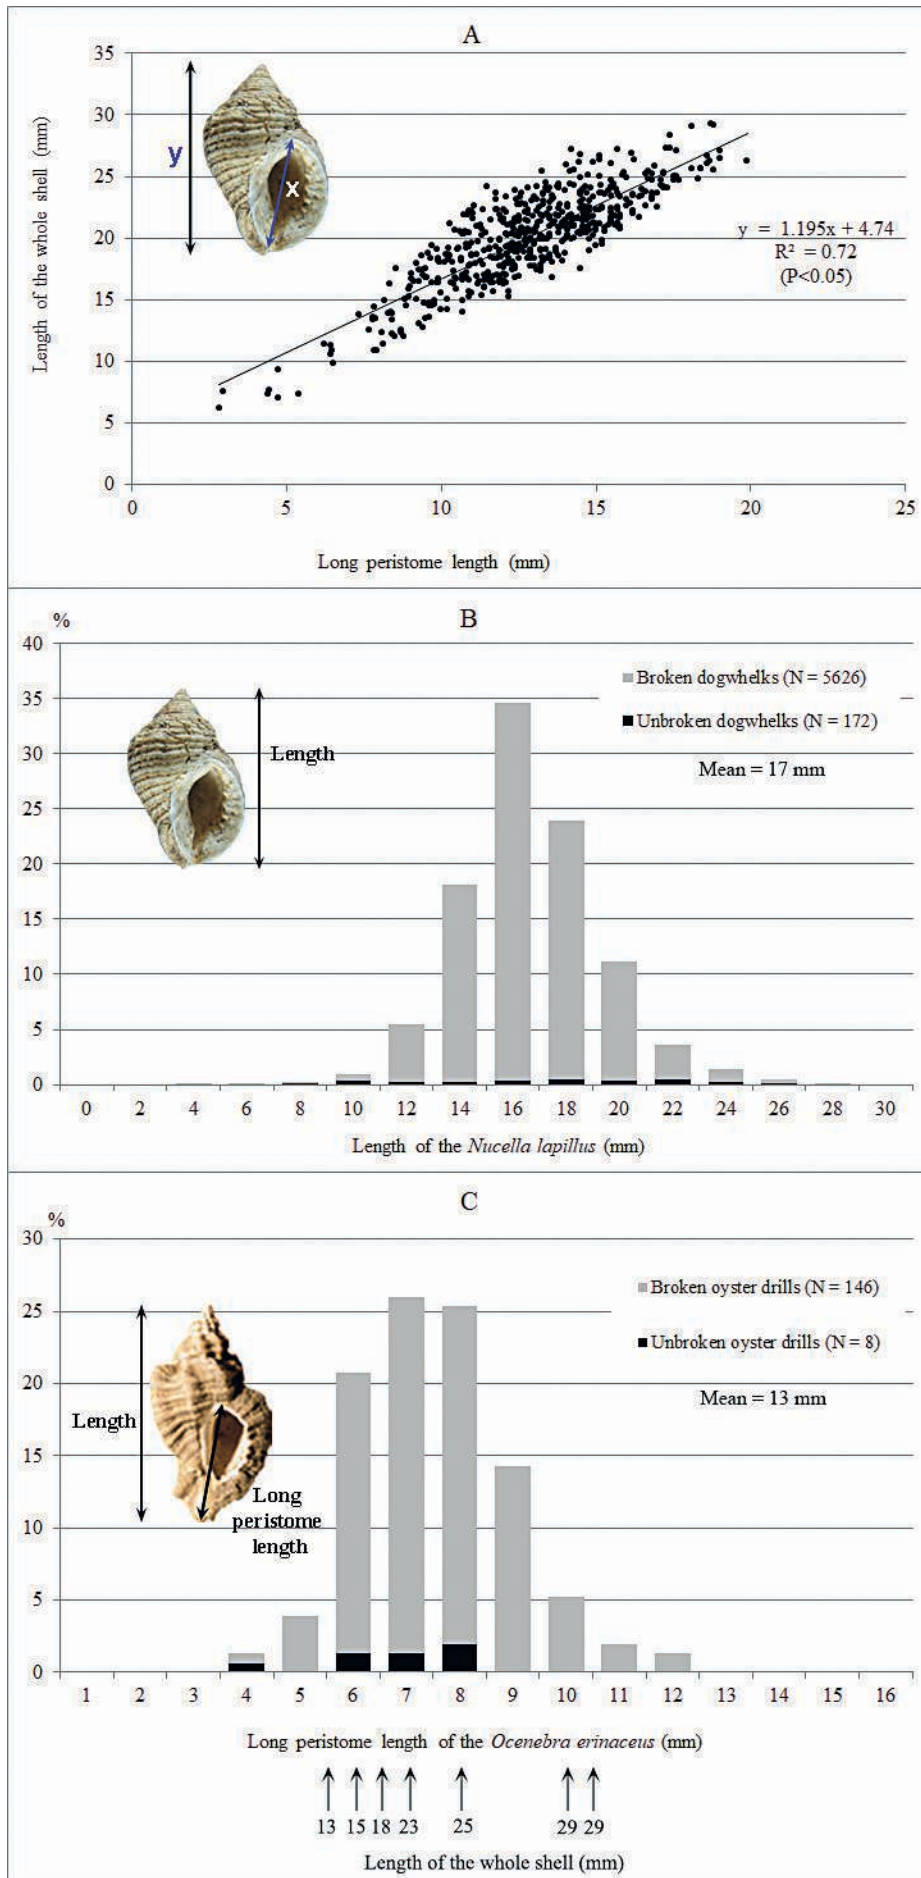 A
35
30
25
20
15
10
5
0
Length of the whole shell (mm)
y
x
y = 1.195x + 4.74
R² = 0.72
(P<0.05)
0 5 10 15 20 25
Long peristome length (mm)
B
%
40
35
30
25
20
15
10
5
0
Length
Broken dogwhelks (N = 5626)
Unbroken dogwhelks (N = 172)
Mean = 17 mm
0 2 4 6 8 10 12 14 16 18 20 22 24 26 28 30
Length of the Nucella lapillus (mm)
C
%
30
25
20
15
10
5
0
Length
Long
peristome
length
Broken oyster drills (N = 146)
Unbroken oyster drills (N = 8)
Mean = 13 mm
1 2 3 4 5 6 7 8 9 10 11 12 13 14 15 16
Long peristome length of the Ocenebra erinaceus (mm)
13 15 18 23 25 29 29
Length of the whole shell (mm)